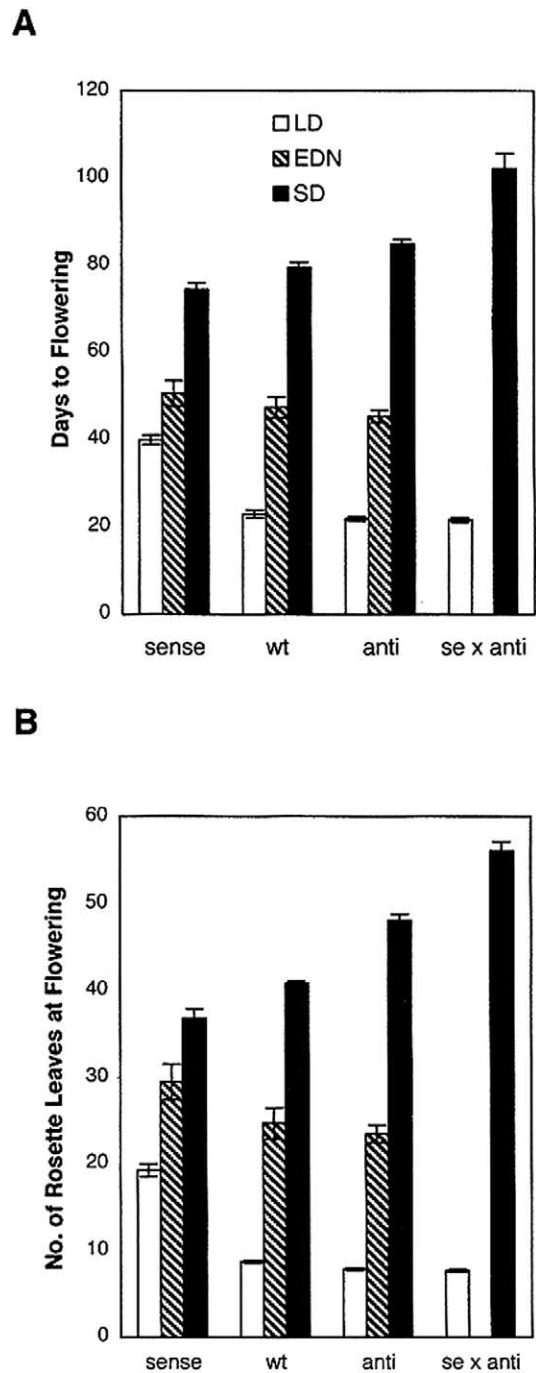 A
120
100
80
60
40
20
0
Days to Flowering
LD
EDN
SD
sense wt anti se x anti
B
60
50
40
30
20
10
0
No. of Rosette Leaves at Flowering
sense wt anti se x anti